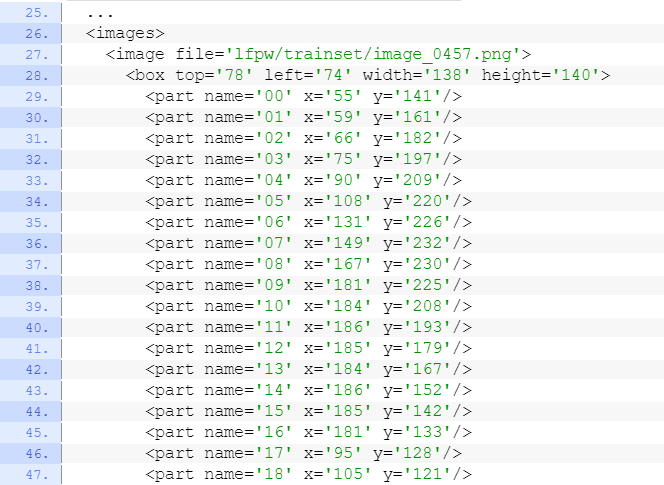 25. ...
26. <images>
27. <image file='lfpw/trainset/image_0457.png'>
28. <box top='78' left='74' width='138' height='140'>
29. <part name='00' x='55' y='141'/>
30. <part name='01' x='59' y='161'/>
31. <part name='02' x='66' y='182'/>
32. <part name='03' x='75' y='197'/>
33. <part name='04' x='90' y='209'/>
34. <part name='05' x='108' y='220'/>
35. <part name='06' x='131' y='226'/>
36. <part name='07' x='149' y='232'/>
37. <part name='08' x='167' y='230'/>
38. <part name='09' x='181' y='225'/>
39. <part name='10' x='184' y='208'/>
40. <part name='11' x='186' y='193'/>
41. <part name='12' x='185' y='179'/>
42. <part name='13' x='184' y='167'/>
43. <part name='14' x='186' y='152'/>
44. <part name='15' x='185' y='142'/>
45. <part name='16' x='181' y='133'/>
46. <part name='17' x='95' y='128'/>
47. <part name='18' x='105' y='121'/>